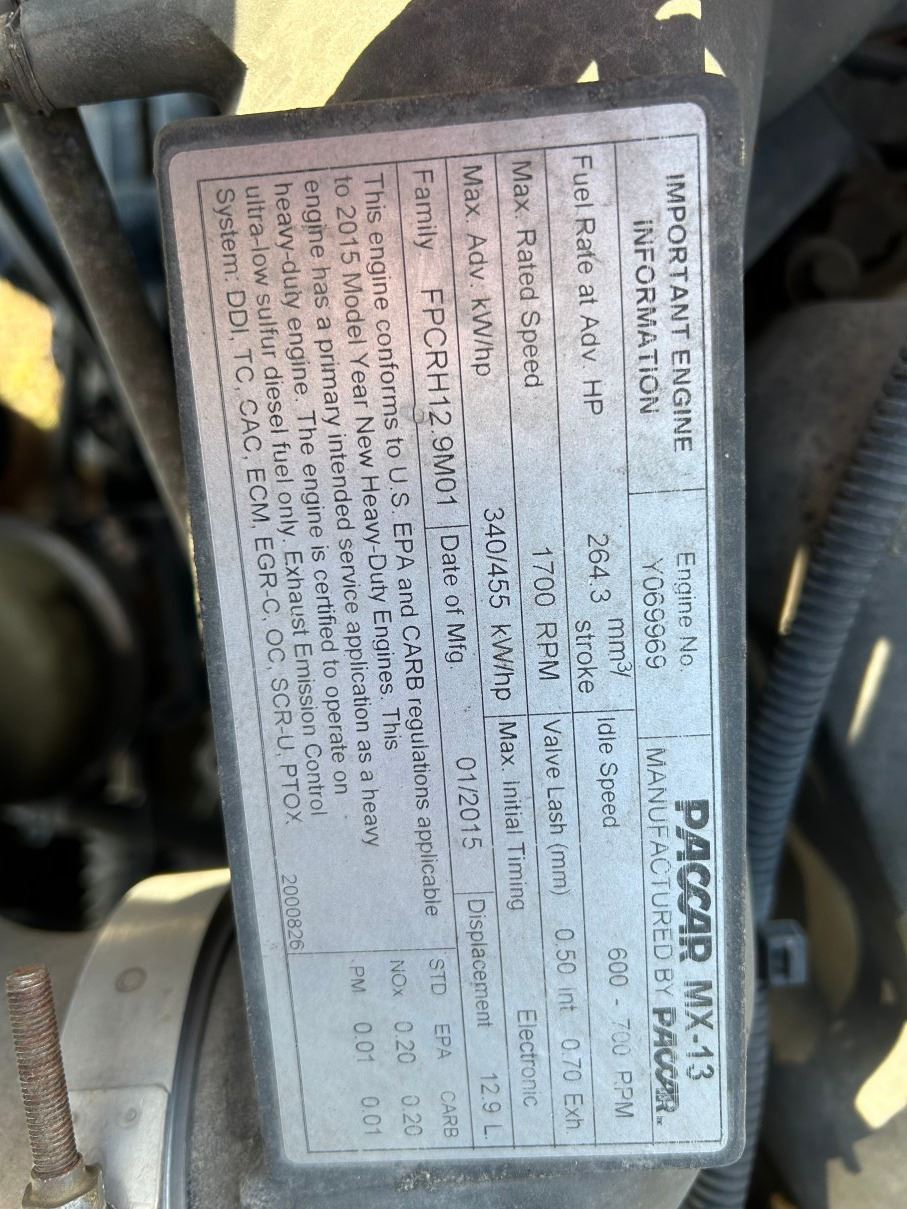 IMPORTANT ENGINE
INFORMATION
Engine No.
Y069969
PACCAR MX-13
MANUFACTURED BY PACCAR
Fuel Rate at Adv. HP 264.3 mm3/
stroke
Idle Speed 600 - 700 RPM
Max. Rated Speed 1700 RPM
Valve Lash (mm) 0.50 int 0.70 Exh.
Max. Adv. kW/hp 340/455 kW/hp
Max. Initial Timing Electronic
Family FPCRH12.9M01
Date of Mfg. 01/2015
Displacement 12.9 L.
This engine conforms to U.S. EPA and CARB regulations applicable
to 2015 Model Year New Heavy-Duty Engines. This
engine has a primary intended service application as a heavy
heavy-duty engine. The engine is certified to operate on
ultra-low sulfur diesel fuel only. Exhaust Emission Control
System: DDI, TC, CAC, ECM, EGR-C, OC, SCR-U, PTOX
2000826
STD EPA CARB
NOx 0.20 0.20
PM 0.01 0.01